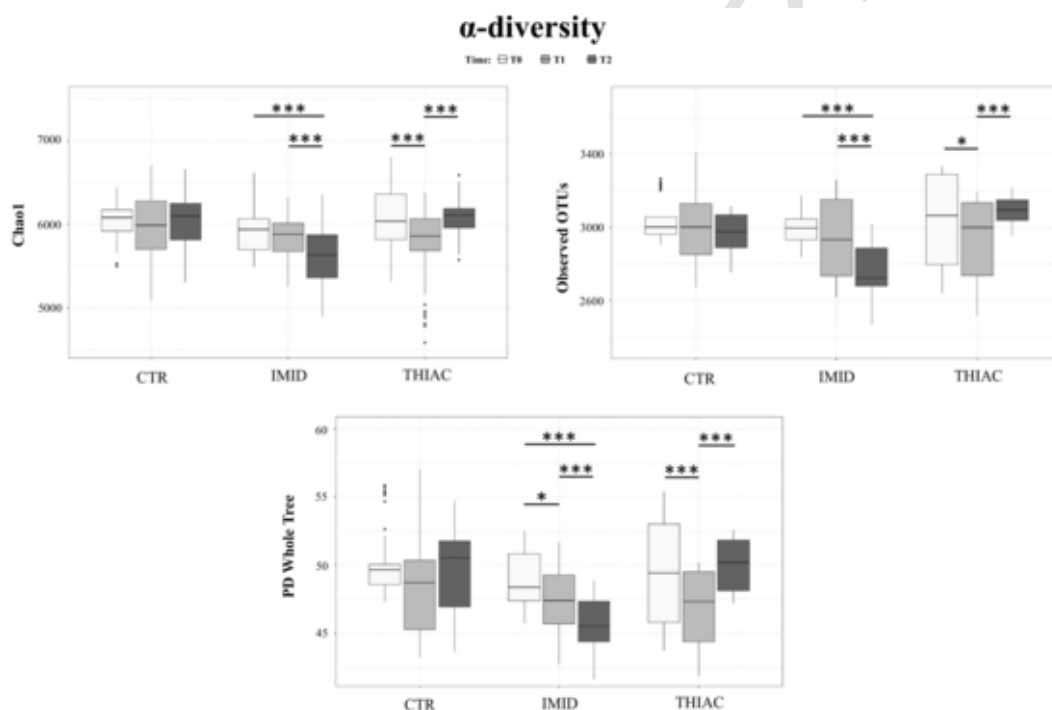 α-diversity
Time: T0 T1 T2
***
***
***
***
7000
6000
5000
Chao1
CTR
IMID
THIAC
***
***
***
*
3400
3000
2600
Observed OTUs
CTR
IMID
THIAC
***
***
*
***
***
60
55
50
45
PD Whole Tree
CTR
IMID
THIAC